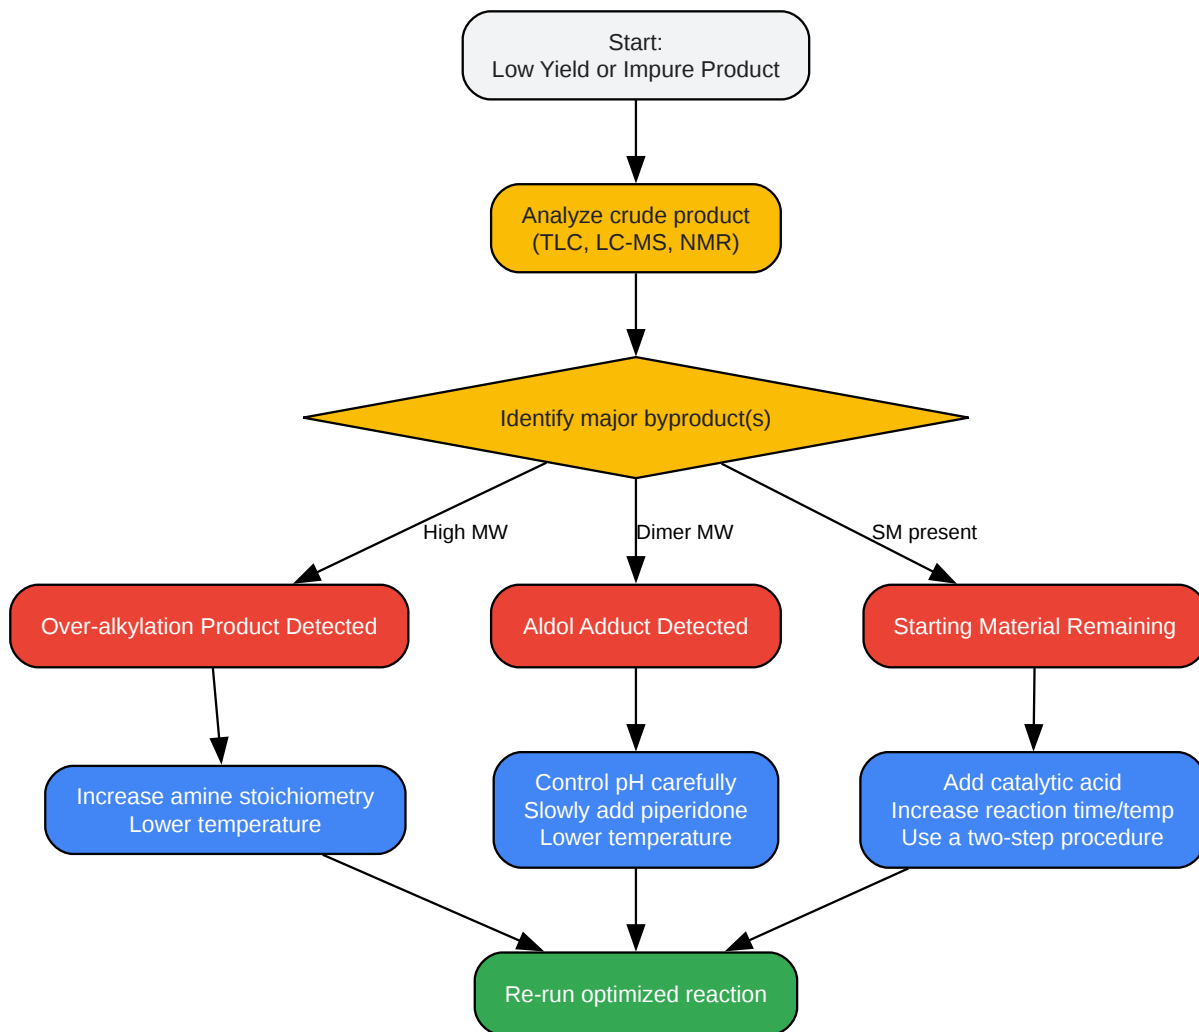 Start:
Low Yield or Impure Product
Analyze crude product
(TLC, LC-MS, NMR)
Identify major byproduct(s)
High MW
Dimer MW
SM present
Over-alkylation Product Detected
Aldol Adduct Detected
Starting Material Remaining
Increase amine stoichiometry
Lower temperature
Control pH carefully
Slowly add piperidone
Lower temperature
Add catalytic acid
Increase reaction time/temp
Use a two-step procedure
Re-run optimized reaction